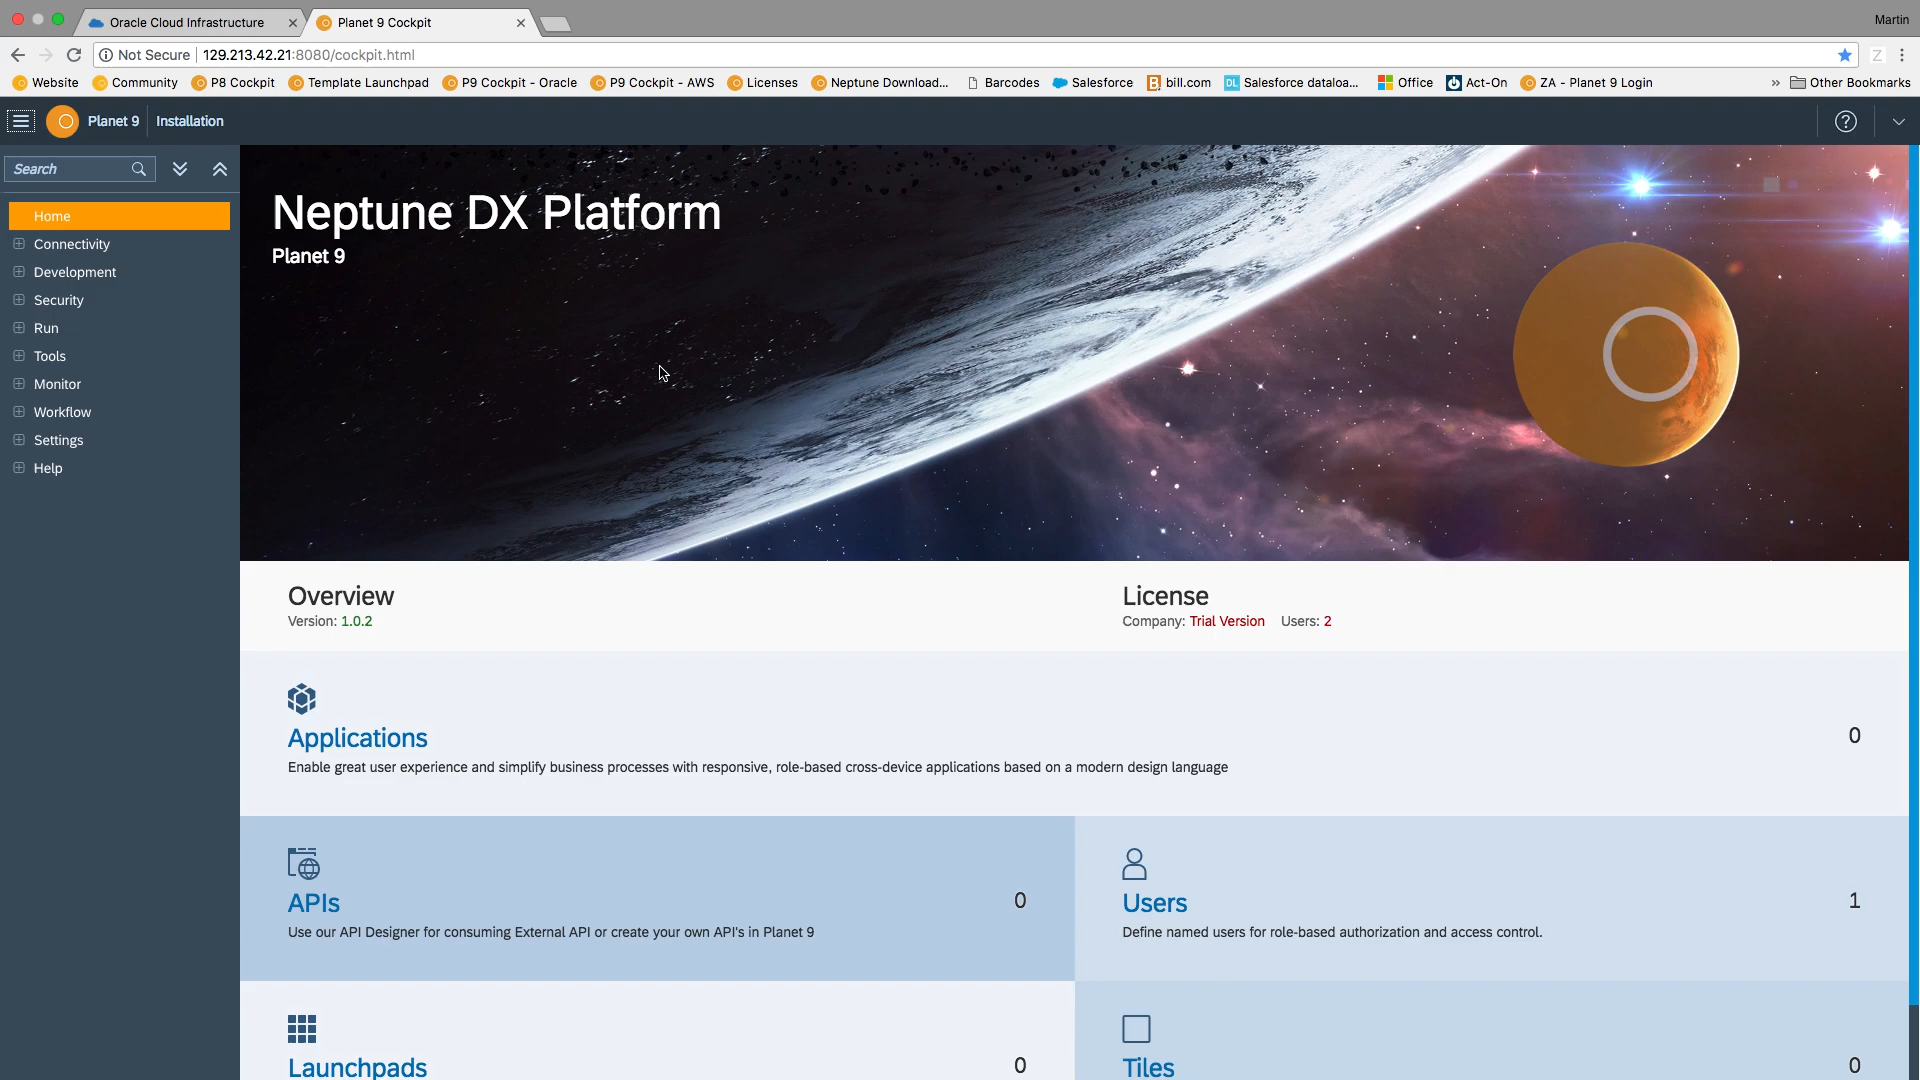 Oracle Cloud Infrastructure
Planet 9 Cockpit
Martin
Not Secure
129.213.42.21:8080/cockpit.html
Z
Website
Community
P8 Cockpit
Template Launchpad
P9 Cockpit - Oracle
P9 Cockpit - AWS
Licenses
Neptune Download...
Barcodes
Salesforce
bill.com
DL
Salesforce dataloa...
Office
Act-On
ZA - Planet 9 Login
»
Other Bookmarks
Planet 9
Installation
?
Search
Home
Connectivity
Development
Security
Run
Tools
Monitor
Workflow
Settings
Help
Neptune DX Platform
Planet 9
Overview
Version: 1.0.2
License
Company: Trial Version Users: 2
Applications
0
Enable great user experience and simplify business processes with responsive, role-based cross-device applications based on a modern design language
APIs
0
Use our API Designer for consuming External API or create your own API's in Planet 9
Users
1
Define named users for role-based authorization and access control.
Launchpads
0
Tiles
0